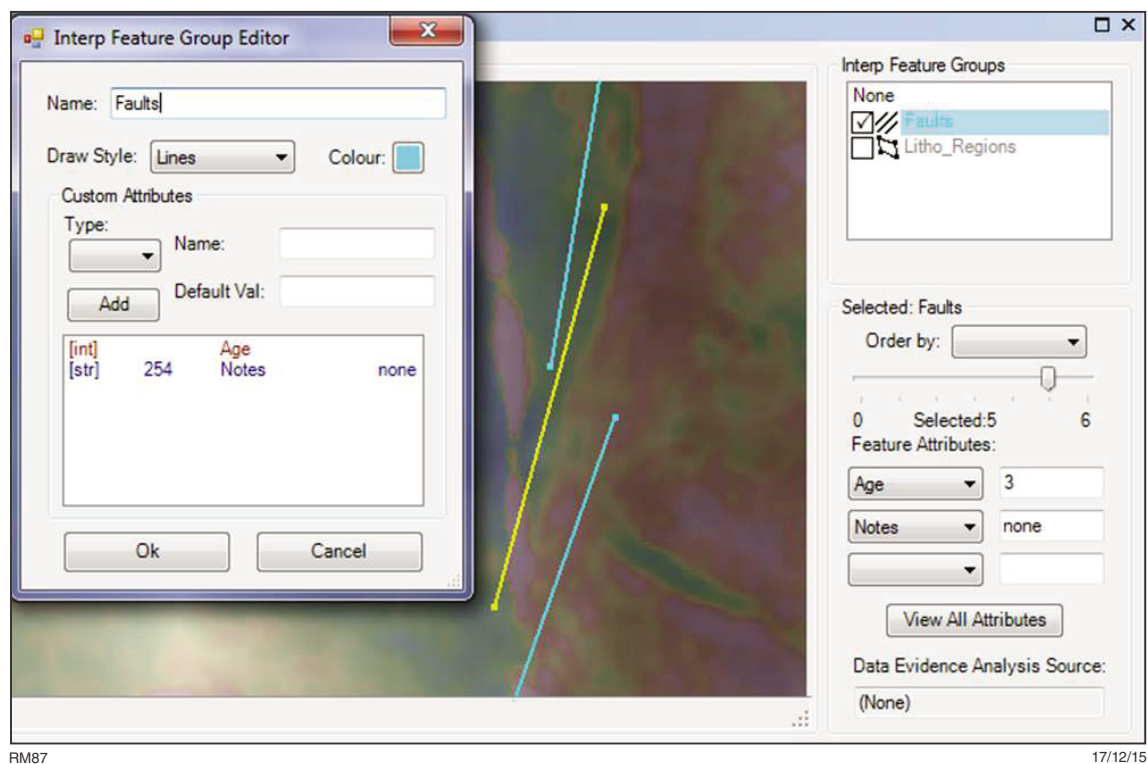 Interp Feature Group Editor
Name: Faults
Draw Style: Lines Colour:
Custom Attributes
Type:
Name:
Add Default Val:
[int] Age
[str] 254 Notes none
Ok Cancel
Interp Feature Groups
None
Faults
Litho_Regions
Selected: Faults
Order by:
0 Selected:5 6
Feature Attributes:
Age 3
Notes none
View All Attributes
Data Evidence Analysis Source:
(None)
RM87 17/12/15